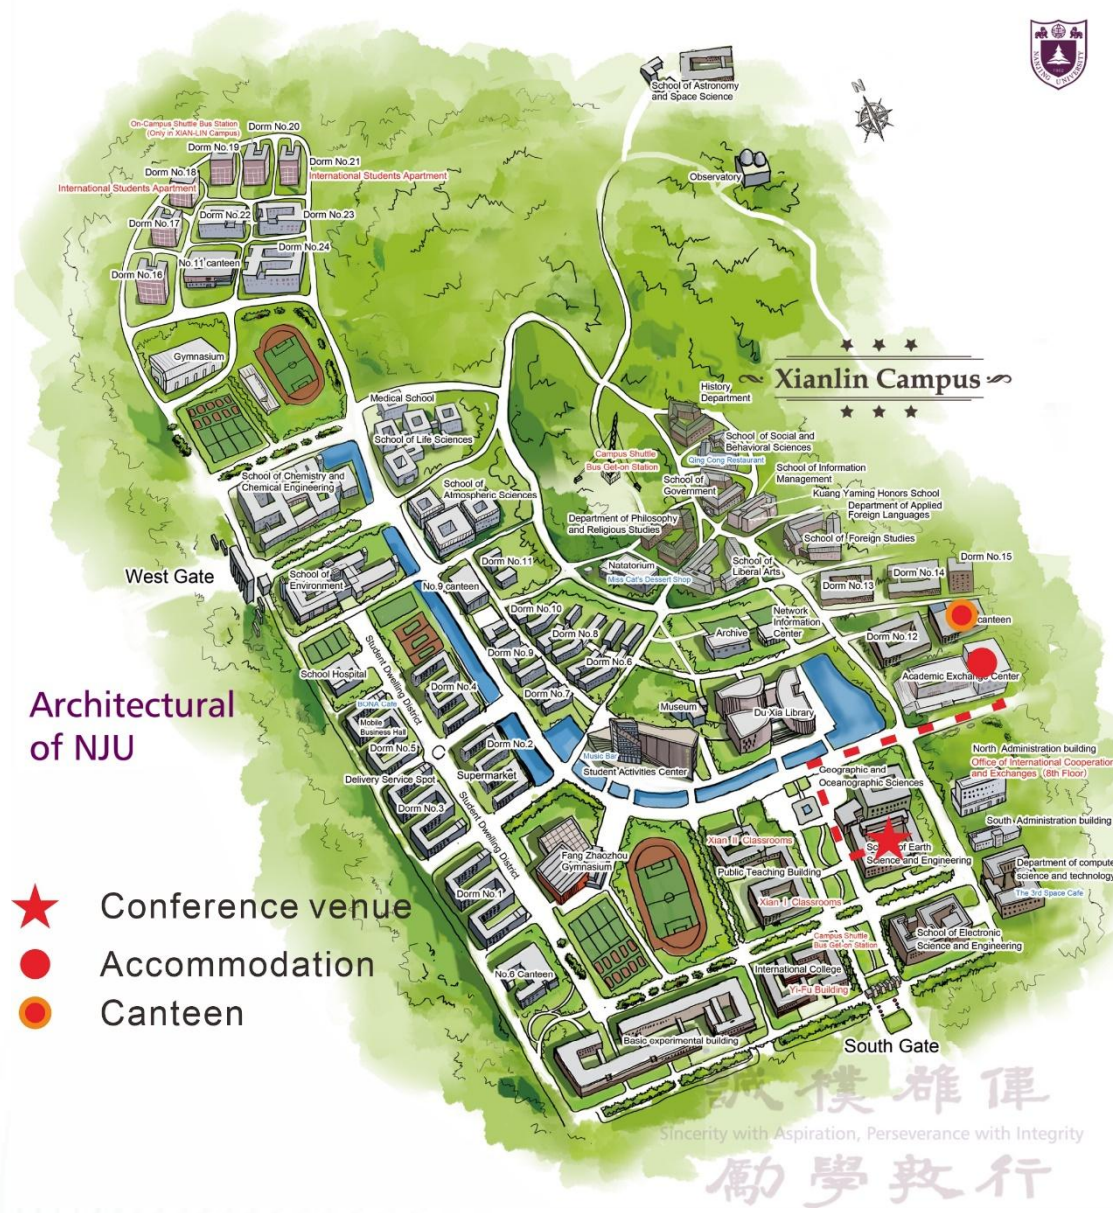 NANJING UNIVERSITY
1902
N
School of Astronomy
and Space Science
Observatory
On-Campus Shuttle Bus Station
(Only in XIAN-LIN Campus)
Dorm No.20
Dorm No.19
Dorm No.18
Dorm No.21
International Students Apartment
International Students Apartment
Dorm No.17
Dorm No.22
Dorm No.23
Dorm No.24
No.11 canteen
Dorm No.16
Gymnasium
★ ★ ★
Xianlin Campus
★ ★ ★
History
Department
Medical School
School of Life Sciences
School of Social and
Behavioral Sciences
Qing Cong Restaurant
Campus Shuttle
Bus Get-on Station
School of Information
Management
School of
Government
Kuang Yaming Honors School
School of Chemistry and
Chemical Engineering
School of
Atmospheric Sciences
Department of Applied
Foreign Languages
Department of Philosophy
and Religious Studies
School of Foreign Studies
West Gate
School of
Environment
Dorm No.11
Natatorium
Miss Cat's Dessert Shop
School of
Liberal Arts
Dorm No.15
Dorm No.14
Dorm No.13
No.9 canteen
Dorm No.10
Dorm No.8
Dorm No.9
Dorm No.6
Dorm No.7
Archive
Network
Information
Center
canteen
Dorm No.12
Academic Exchange Center
Student Dwelling District
School Hospital
Dorm No.4
BUNA Cafe
Mobile
Business Hall
Dorm No.5
Museum
Du Xia Library
Architectural
of NJU
Dorm No.2
Music Bar
Student Activities Center
Supermarket
Delivery Service Spot
Dorm No.3
Student Dwelling District
Geographic and
Oceanographic Sciences
North Administration building
Office of International Cooperation
and Exchanges (8th Floor)
South Administration building
Xian II Classrooms
School of Earth
Science and Engineering
Fang Zhaozhou
Gymnasium
Public Teaching Building
Department of compute
science and technology
The 3rd Space Cafe
Dorm No.1
Xian I Classrooms
Conference venue
Accommodation
Canteen
Campus Shuttle
Bus Get-on Station
School of Electronic
Science and Engineering
No.6 Canteen
International College
Yi-Fu Building
Basic experimental building
South Gate
誠樸雄偉
Sincerity with Aspiration, Perseverance with Integrity
勵學敦行